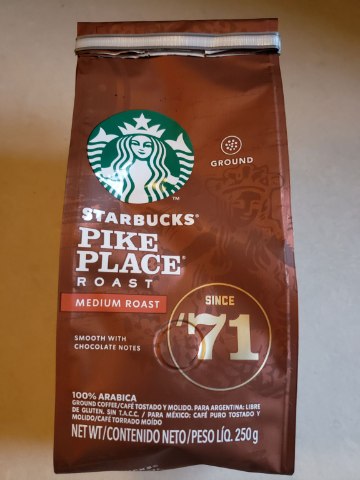 GROUND
STARBUCKS®
PIKE
PLACE®
ROAST
MEDIUM ROAST
SINCE
'71
SMOOTH WITH
CHOCOLATE NOTES
100% ARABICA
GROUND COFFEE/CAFÉ TOSTADO Y MOLIDO. PARA ARGENTINA: LIBRE
DE GLUTEN. SIN T.A.C.C. / PARA MÉXICO: CAFÉ PURO TOSTADO Y
MOLIDO/CAFÉ TORRADO MOÍDO
NET WT/CONTENIDO NETO/PESO LÍQ. 250 g